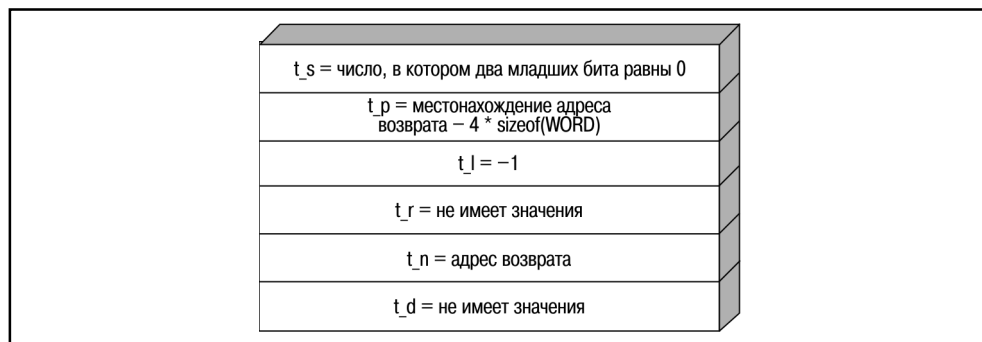 t_s = число, в котором два младших бита равны 0
t_p = местонахождение адреса
возврата – 4 * sizeof(WORD)
t_l = –1
t_r = не имеет значения
t_n = адрес возврата
t_d = не имеет значения